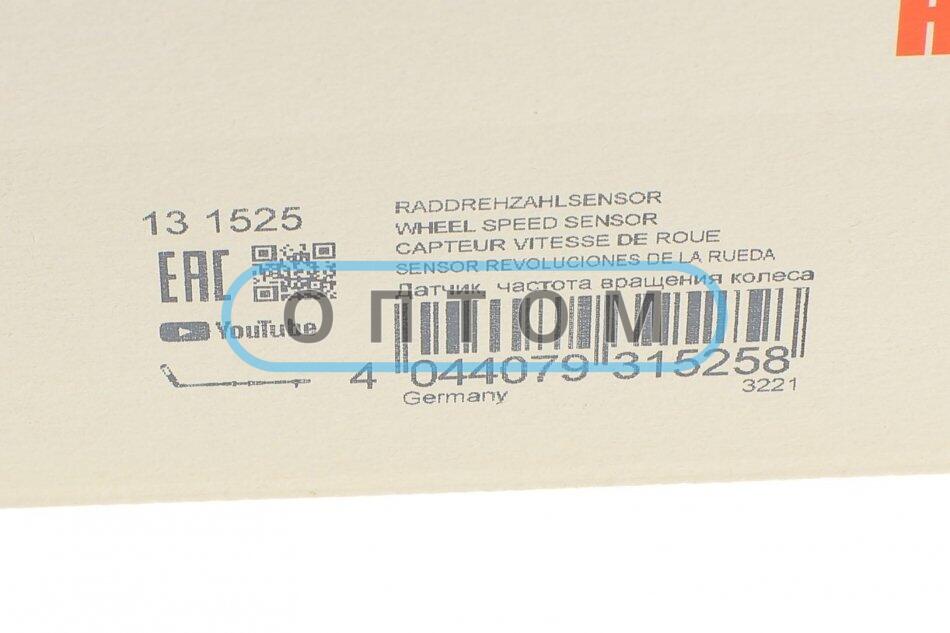 13 1525
RADDREHZAHLSENSOR
WHEEL SPEED SENSOR
CAPTEUR VITESSE DE ROUE
SENSOR REVOLUCIONES DE LA RUEDA
Датчик, частота вращения колеса
EAC
YouTube
ОПТОМ
4 044079 315258
Germany
3221